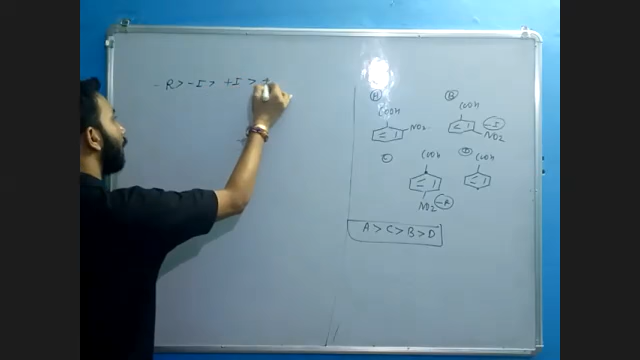 - R > - I > + I > +
A
COOH
NO2
B
COOH
- I
NO2
C
COOH
NO2
- R
D
COOH
A > C > B > D